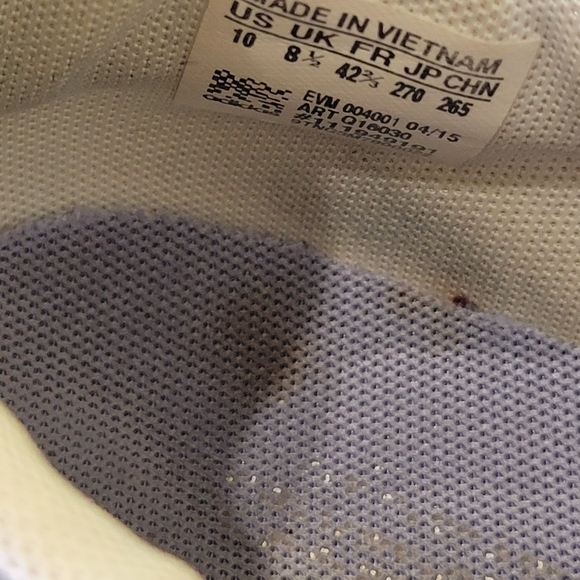 MADE IN VIETNAM
US UK FR JP CHN
10 8½ 42⅔ 270 265
EVM 004001 04/15
ART Q16030